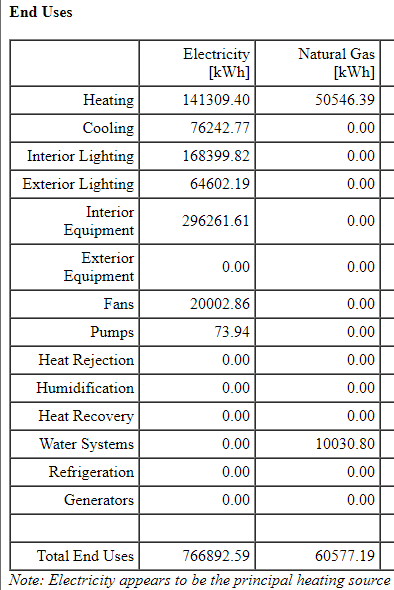 End Uses
Electricity [kWh] Natural Gas [kWh]
Heating 141309.40 50546.39
Cooling 76242.77 0.00
Interior Lighting 168399.82 0.00
Exterior Lighting 64602.19 0.00
Interior Equipment 296261.61 0.00
Exterior Equipment 0.00 0.00
Fans 20002.86 0.00
Pumps 73.94 0.00
Heat Rejection 0.00 0.00
Humidification 0.00 0.00
Heat Recovery 0.00 0.00
Water Systems 0.00 10030.80
Refrigeration 0.00 0.00
Generators 0.00 0.00
Total End Uses 766892.59 60577.19
Note: Electricity appears to be the principal heating source